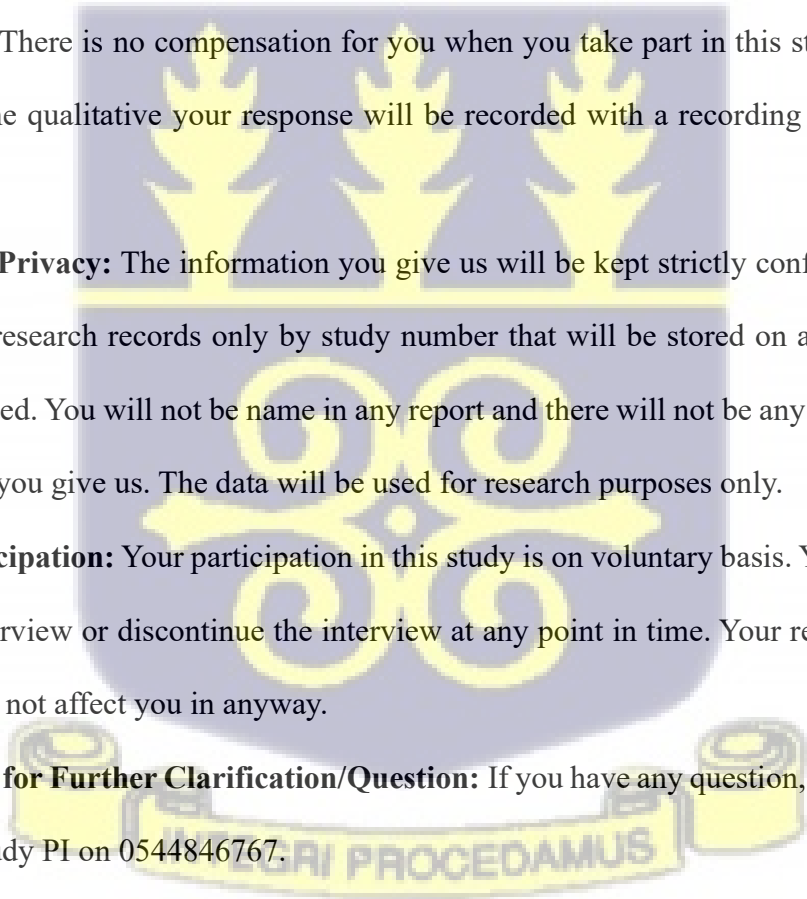 There is no compensation for you when you take part in this st
e qualitative your response will be recorded with a recording
Privacy: The information you give us will be kept strictly conf
research records only by study number that will be stored on a
ed. You will not be name in any report and there will not be any
you give us. The data will be used for research purposes only.
cipation: Your participation in this study is on voluntary basis. Y
rview or discontinue the interview at any point in time. Your re
not affect you in anyway.
for Further Clarification/Question: If you have any question,
dy PI on 0544846767.
INTEGRI PROCEDAMUS